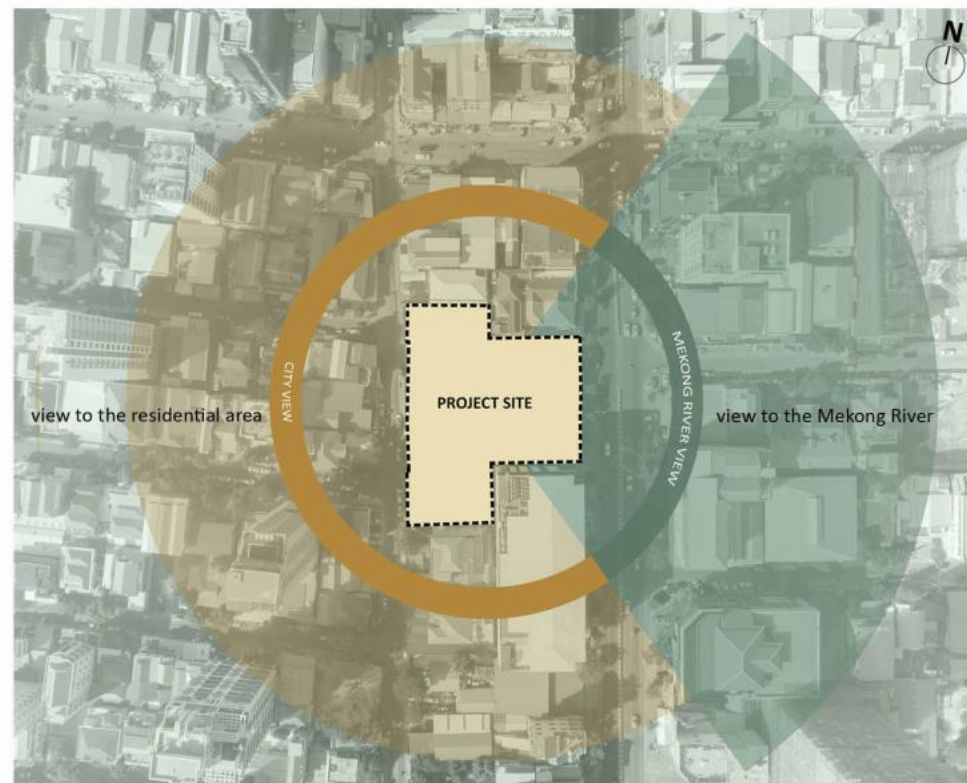 N
CITY VIEW
MEKONG RIVER VIEW
PROJECT SITE
view to the residential area
view to the Mekong River